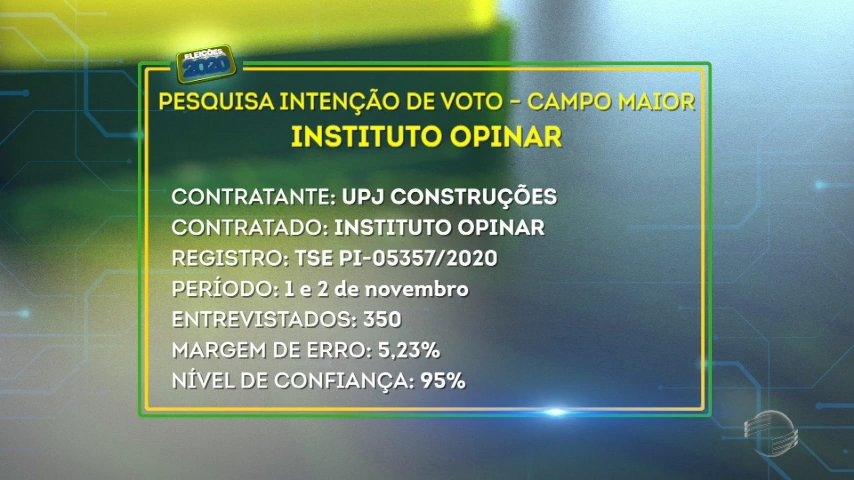 ELEIÇÕES
2020
PESQUISA INTENÇÃO DE VOTO – CAMPO MAIOR
INSTITUTO OPINAR
CONTRATANTE: UPJ CONSTRUÇÕES
CONTRATADO: INSTITUTO OPINAR
REGISTRO: TSE PI-05357/2020
PERÍODO: 1 e 2 de novembro
ENTREVISTADOS: 350
MARGEM DE ERRO: 5,23%
NÍVEL DE CONFIANÇA: 95%